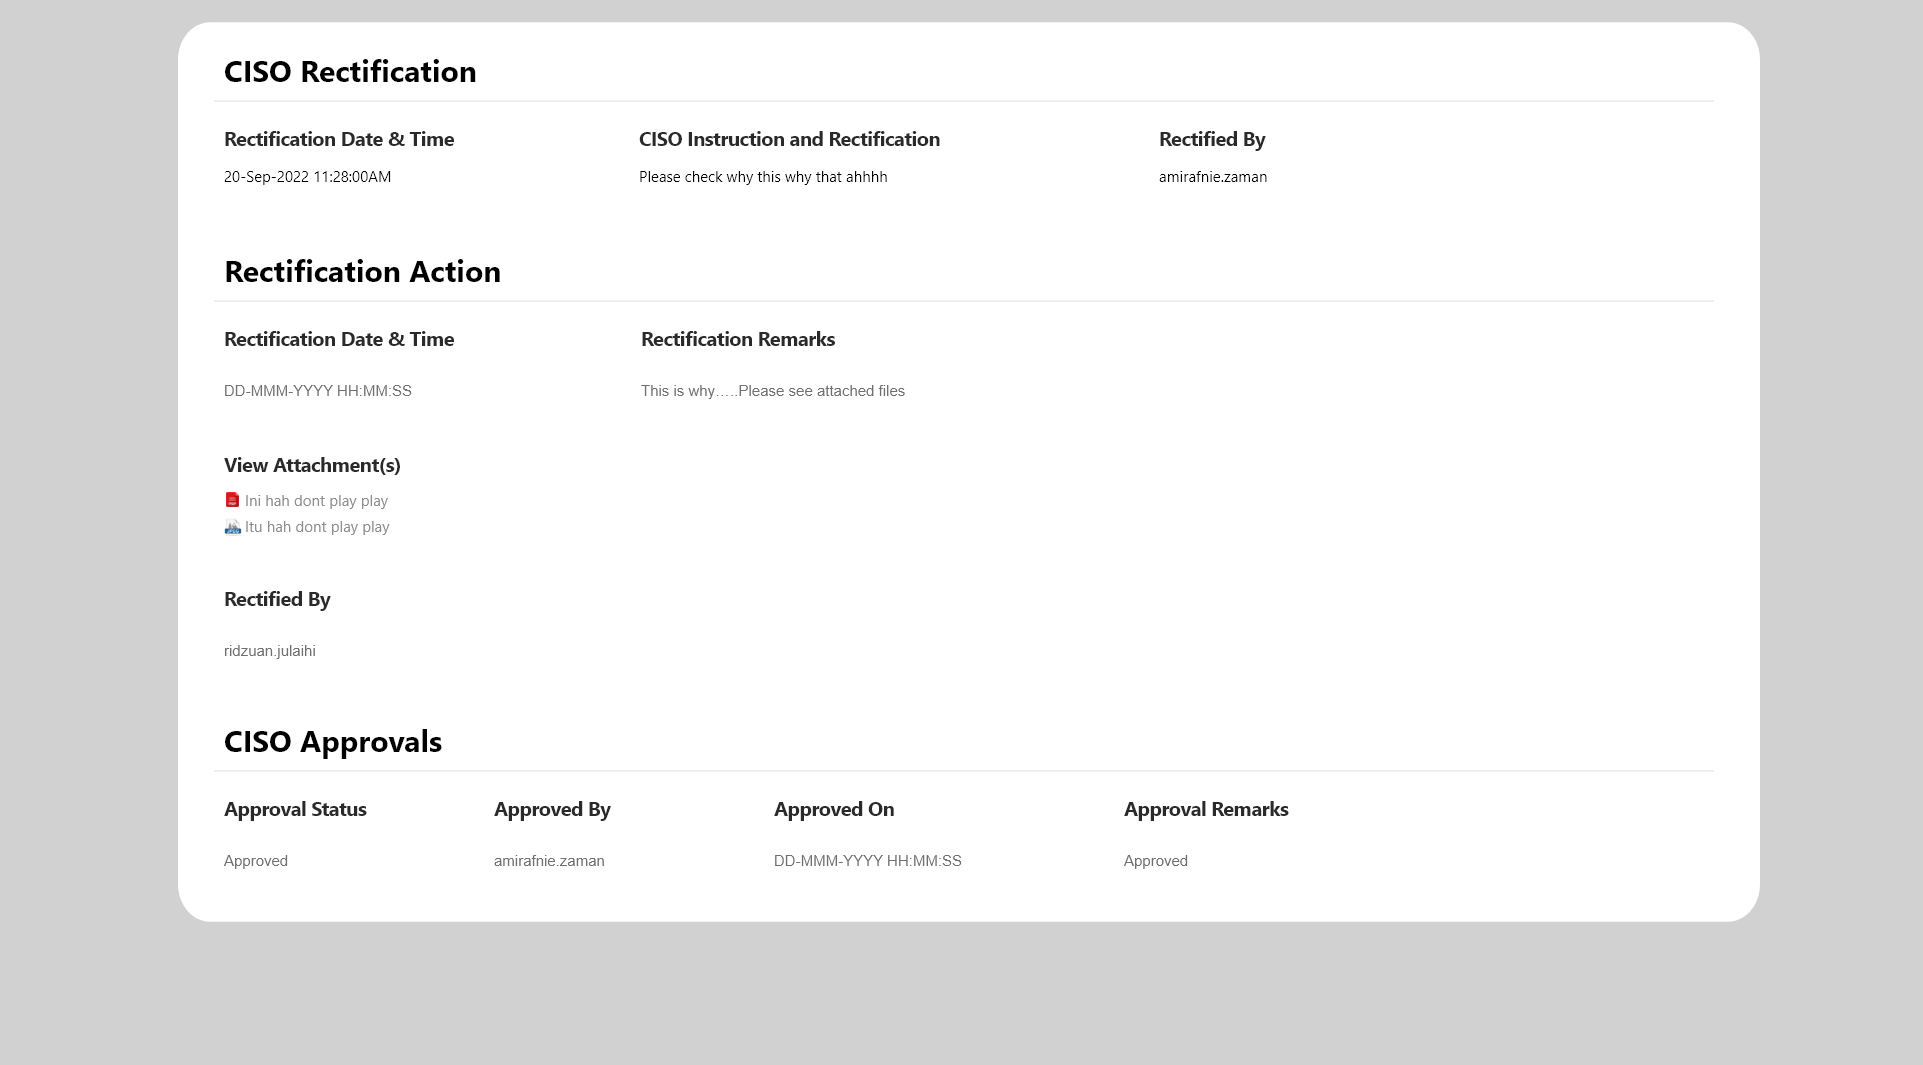 CISO Rectification
Rectification Date & Time CISO Instruction and Rectification Rectified By
20-Sep-2022 11:28:00AM Please check why this why that ahhhh amirafnie.zaman
Rectification Action
Rectification Date & Time Rectification Remarks
DD-MMM-YYYY HH:MM:SS This is why…..Please see attached files
View Attachment(s)
Ini hah dont play play
Itu hah dont play play
Rectified By
ridzuan.julaihi
CISO Approvals
Approval Status Approved By Approved On Approval Remarks
Approved amirafnie.zaman DD-MMM-YYYY HH:MM:SS Approved